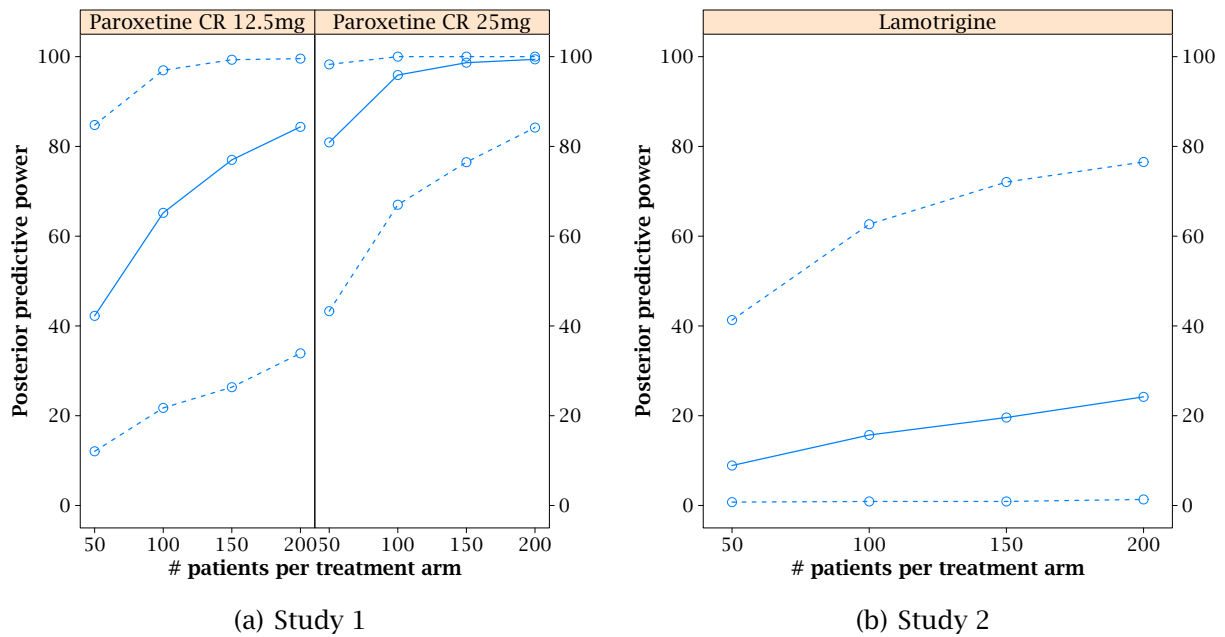 Paroxetine CR 12.5mg Paroxetine CR 25mg
Posterior predictive power
100
80
60
40
20
0
100
80
60
40
20
0
50 100 150 200 50 100 150 200
# patients per treatment arm
(a) Study 1
Lamotrigine
Posterior predictive power
100
80
60
40
20
0
100
80
60
40
20
0
50 100 150 200
# patients per treatment arm
(b) Study 2